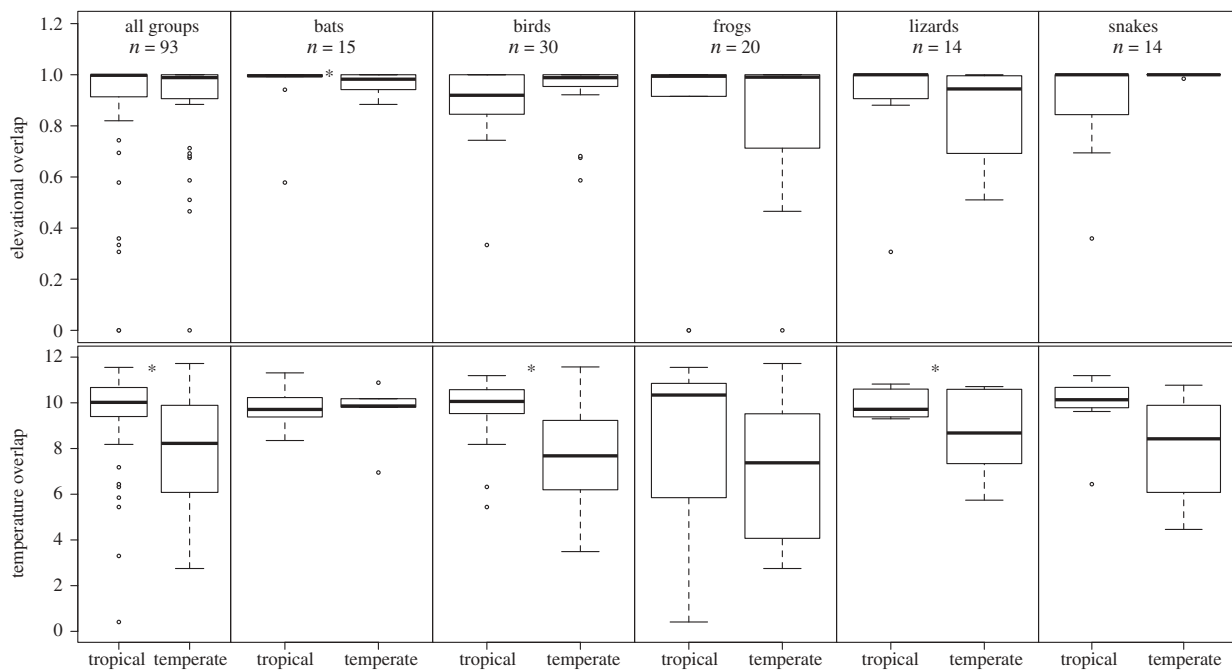 all groups bats birds frogs lizards snakes
n = 93 n = 15 n = 30 n = 20 n = 14 n = 14
elevational overlap
1.2
1.0
0.8
0.6
0.4
0.2
0
* 
temperature overlap
12
10
8
6
4
2
0
* * *
tropical temperate tropical temperate tropical temperate tropical temperate tropical temperate tropical temperate